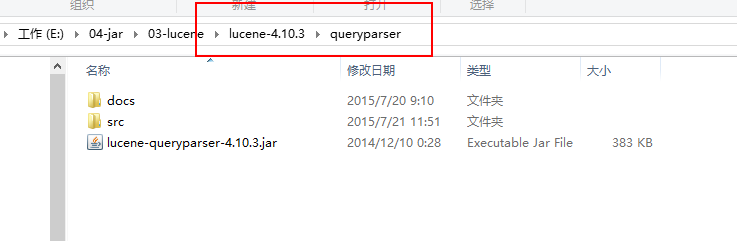 组织 新建 打开 选择
工作 (E:) 04-jar 03-lucene lucene-4.10.3 queryparser
名称 修改日期 类型 大小
docs 2015/7/20 9:10 文件夹
src 2015/7/21 11:51 文件夹
lucene-queryparser-4.10.3.jar 2014/12/10 0:28 Executable Jar File 383 KB